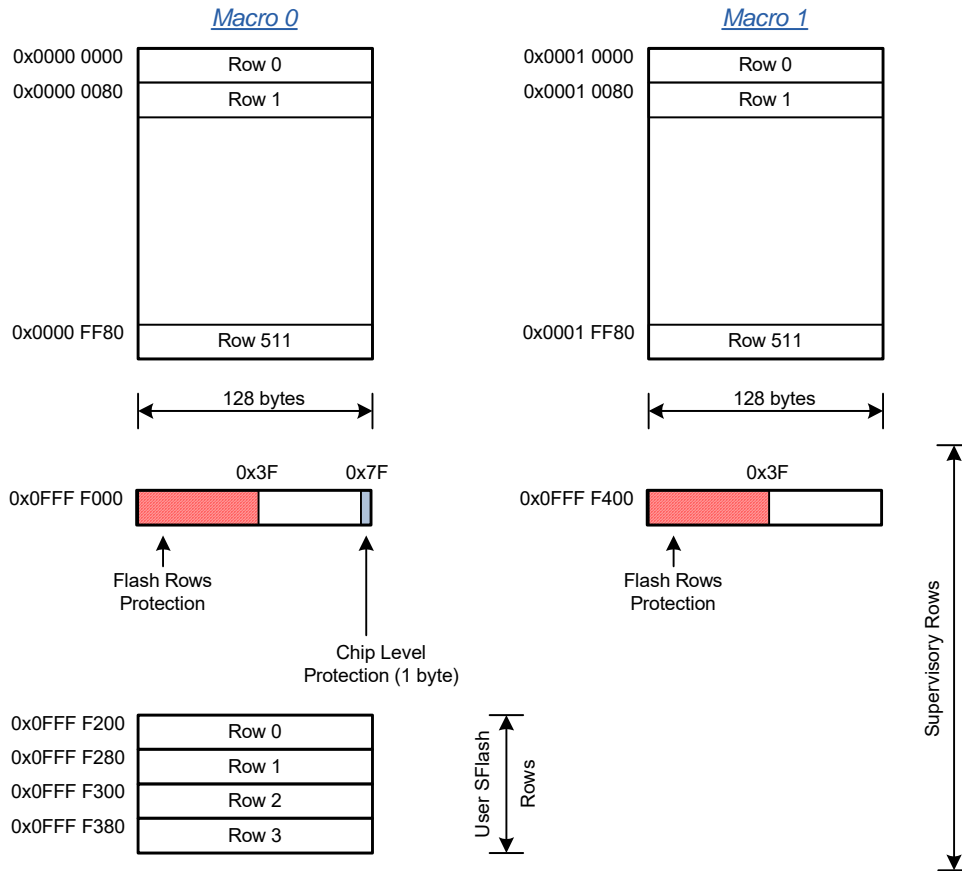 Macro 0
Macro 1
0x0000 0000
Row 0
0x0001 0000
Row 0
0x0000 0080
Row 1
0x0001 0080
Row 1
0x0000 FF80
Row 511
0x0001 FF80
Row 511
128 bytes
128 bytes
0x3F
0x7F
0x3F
0x0FFF F000
0x0FFF F400
Flash Rows
Protection
Flash Rows
Protection
Chip Level
Protection (1 byte)
Supervisory Rows
0x0FFF F200
Row 0
0x0FFF F280
Row 1
0x0FFF F300
Row 2
0x0FFF F380
Row 3
User SFlash
Rows